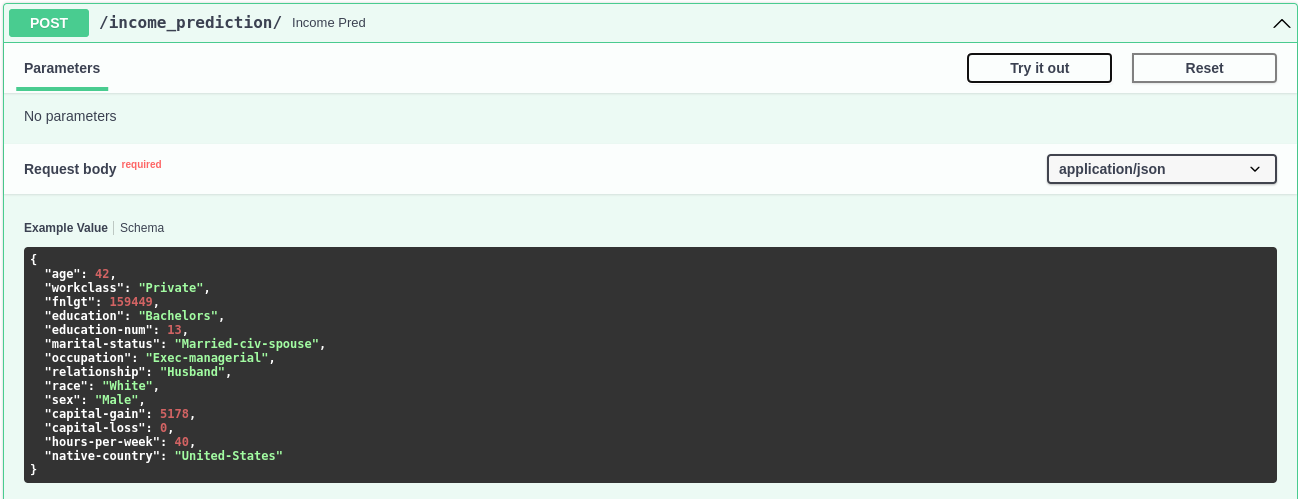 POST /income_prediction/ Income Pred
Parameters Try it out Reset
No parameters
Request body required application/json
Example Value Schema
{
  "age": 42,
  "workclass": "Private",
  "fnlgt": 159449,
  "education": "Bachelors",
  "education-num": 13,
  "marital-status": "Married-civ-spouse",
  "occupation": "Exec-managerial",
  "relationship": "Husband",
  "race": "White",
  "sex": "Male",
  "capital-gain": 5178,
  "capital-loss": 0,
  "hours-per-week": 40,
  "native-country": "United-States"
}